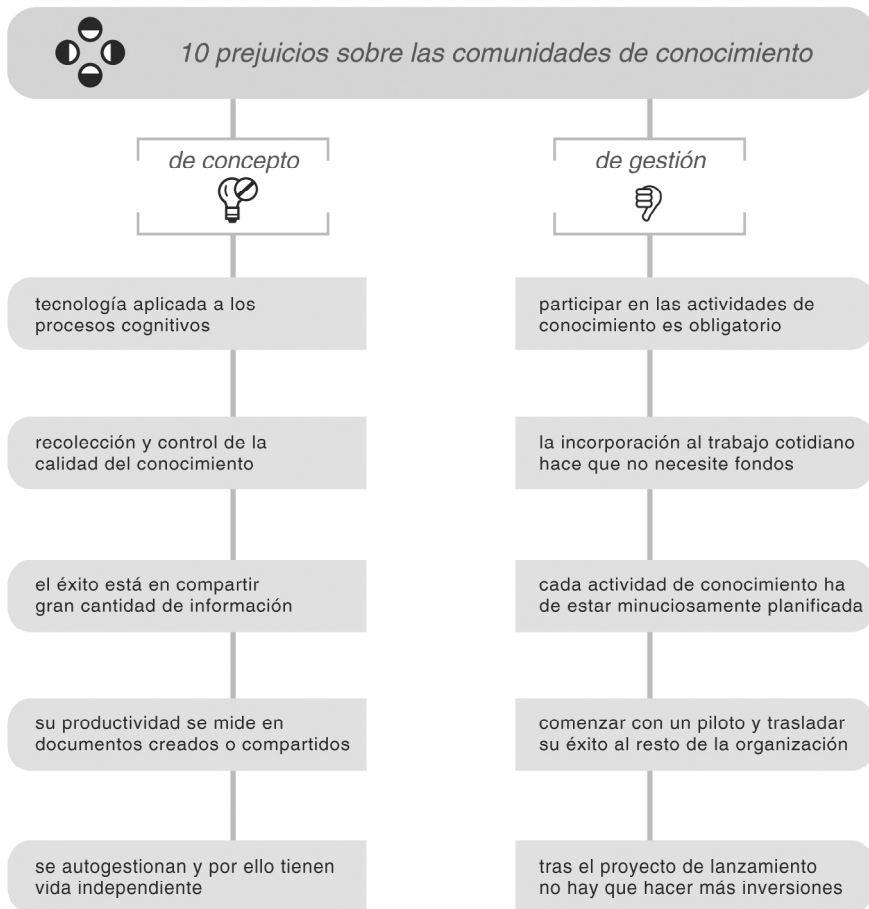 10 prejuicios sobre las comunidades de conocimiento
de concepto
tecnología aplicada a los
procesos cognitivos
recolección y control de la
calidad del conocimiento
el éxito está en compartir
gran cantidad de información
su productividad se mide en
documentos creados o compartidos
se autogestionan y por ello tienen
vida independiente
de gestión
participar en las actividades de
conocimiento es obligatorio
la incorporación al trabajo cotidiano
hace que no necesite fondos
cada actividad de conocimiento ha
de estar minuciosamente planificada
comenzar con un piloto y trasladar
su éxito al resto de la organización
tras el proyecto de lanzamiento
no hay que hacer más inversiones